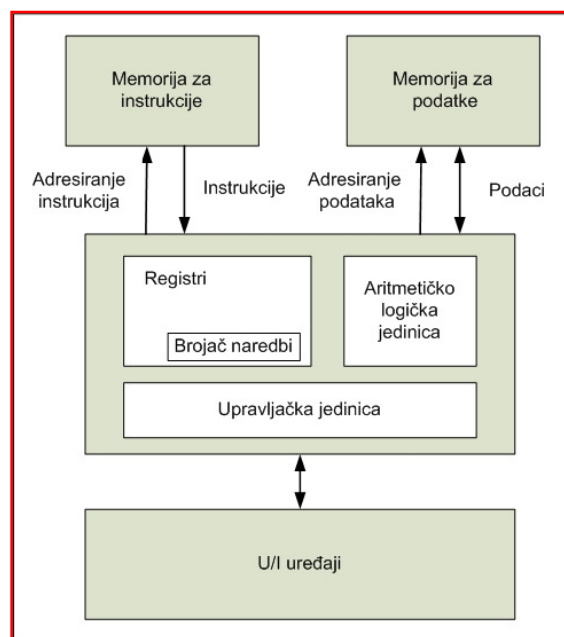 Memorija za
instrukcije
Memorija za
podatke
Adresiranje
instrukcija
Instrukcije
Adresiranje
podataka
Podaci
Registri
Brojač naredbi
Aritmetičko
logička
jedinica
Upravljačka jedinica
U/I uređaji